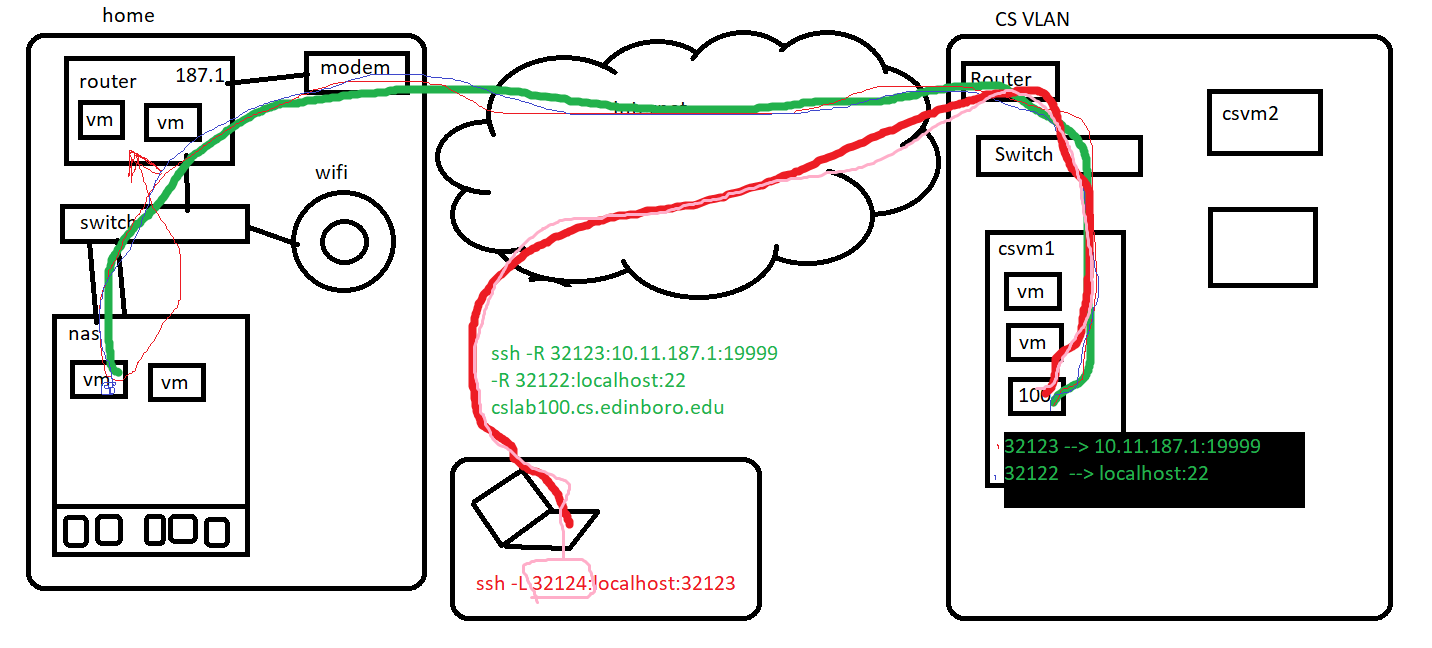 home
router 187.1
vm vm
modem
wifi
switch
nas
vm vm
Internet
ssh -R 32123:10.11.187.1:19999
-R 32122:localhost:22
cslab100.cs.edinboro.edu
ssh -L 32124:localhost:32123
CS VLAN
Router
Switch
csvm1
vm
vm
100
32123 --> 10.11.187.1:19999
32122 --> localhost:22
csvm2